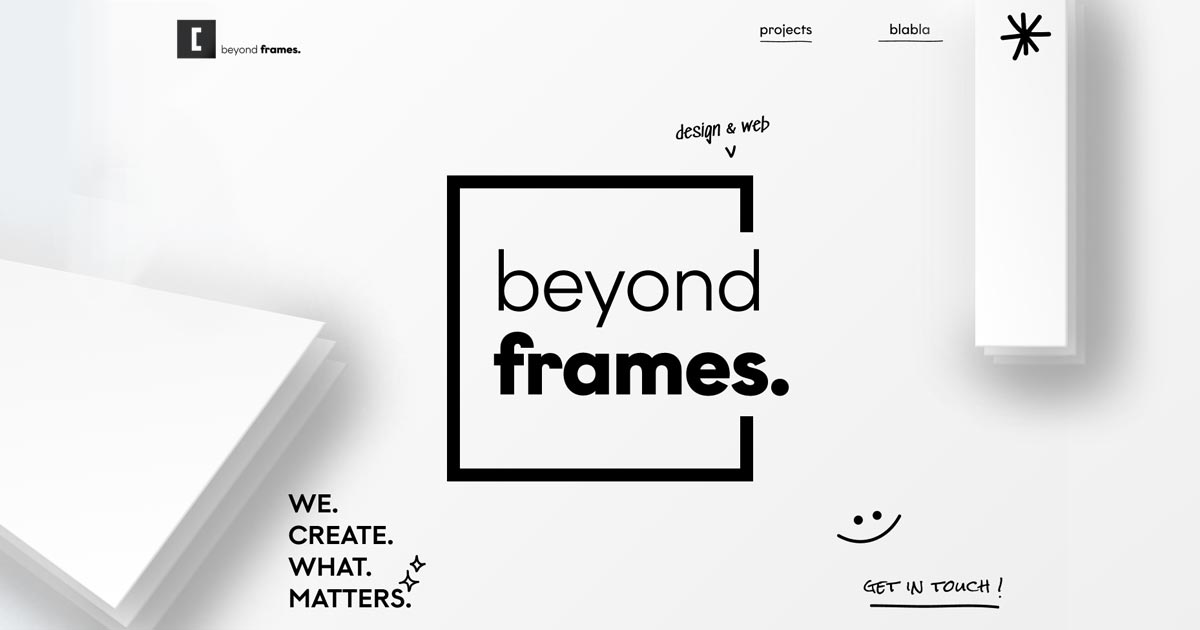 beyond frames.
projects
blabla
design & web
beyond
frames.
WE.
CREATE.
WHAT.
MATTERS.
GET IN TOUCH !